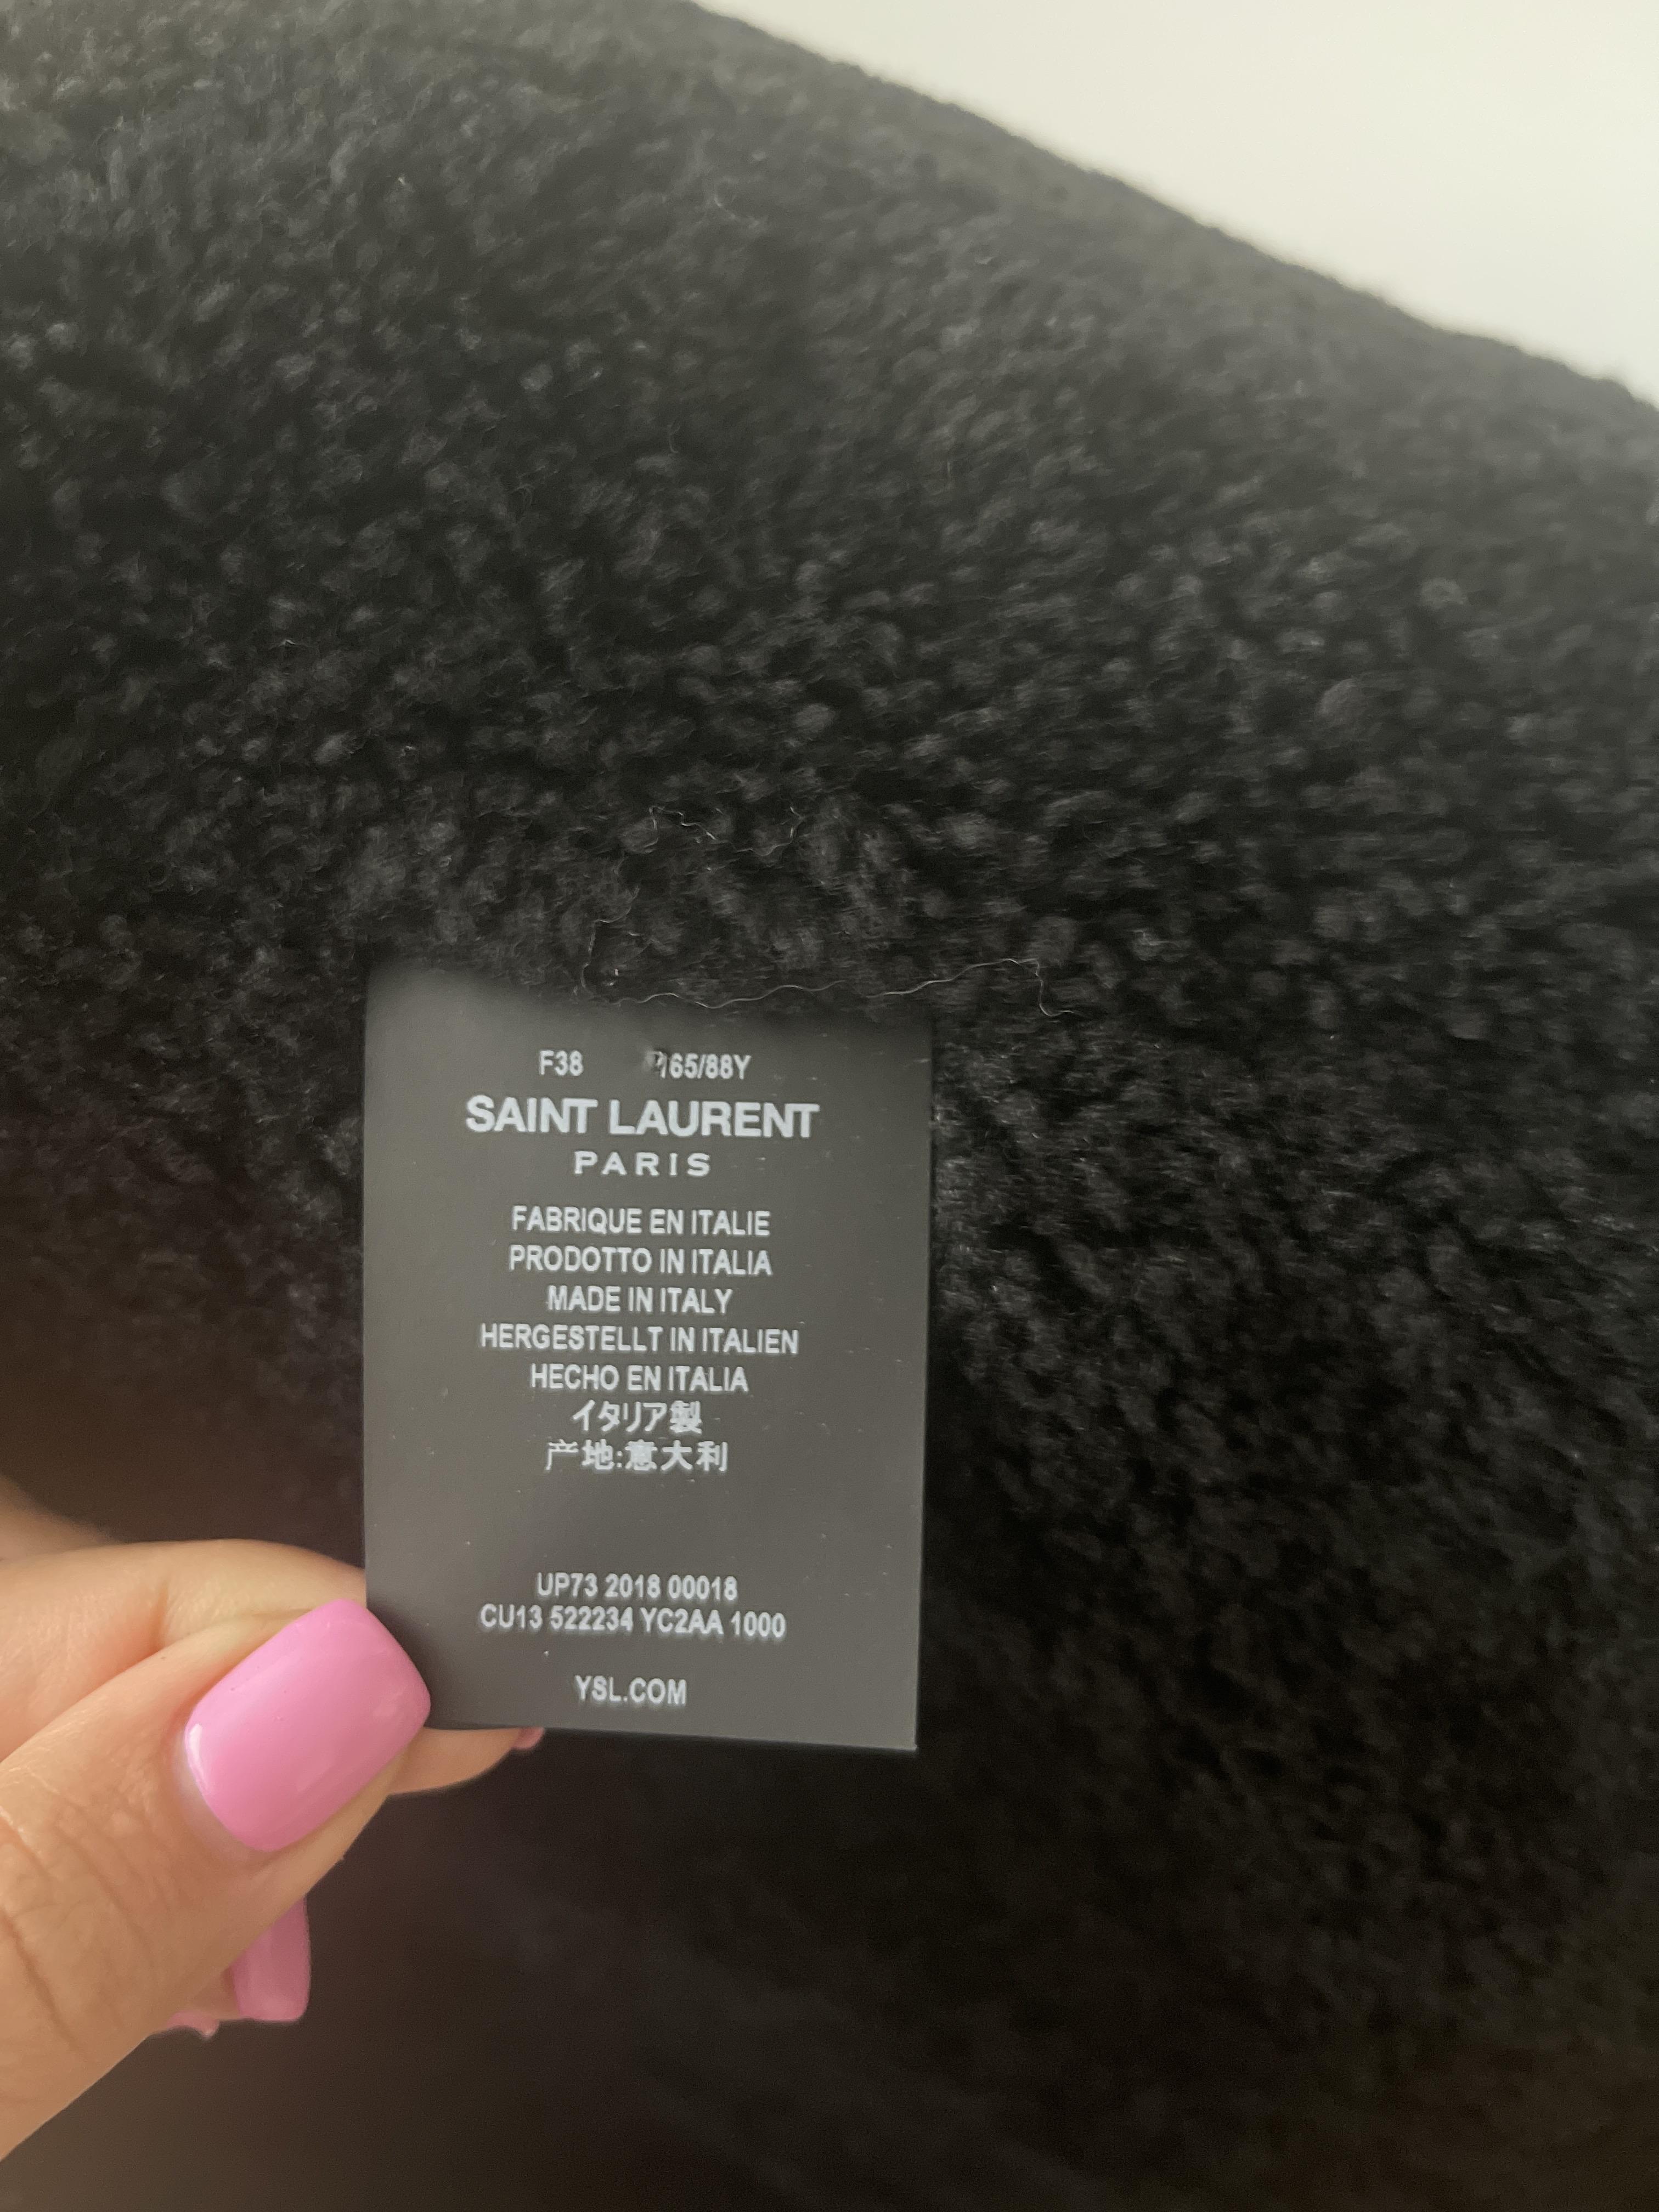 F38 165/88Y
SAINT LAURENT
PARIS
FABRIQUE EN ITALIE
PRODOTTO IN ITALIA
MADE IN ITALY
HERGESTELLT IN ITALIEN
HECHO EN ITALIA
イタリア製
产地:意大利
UP73 2018 00018
CU13 522234 YC2AA 1000
YSL.COM